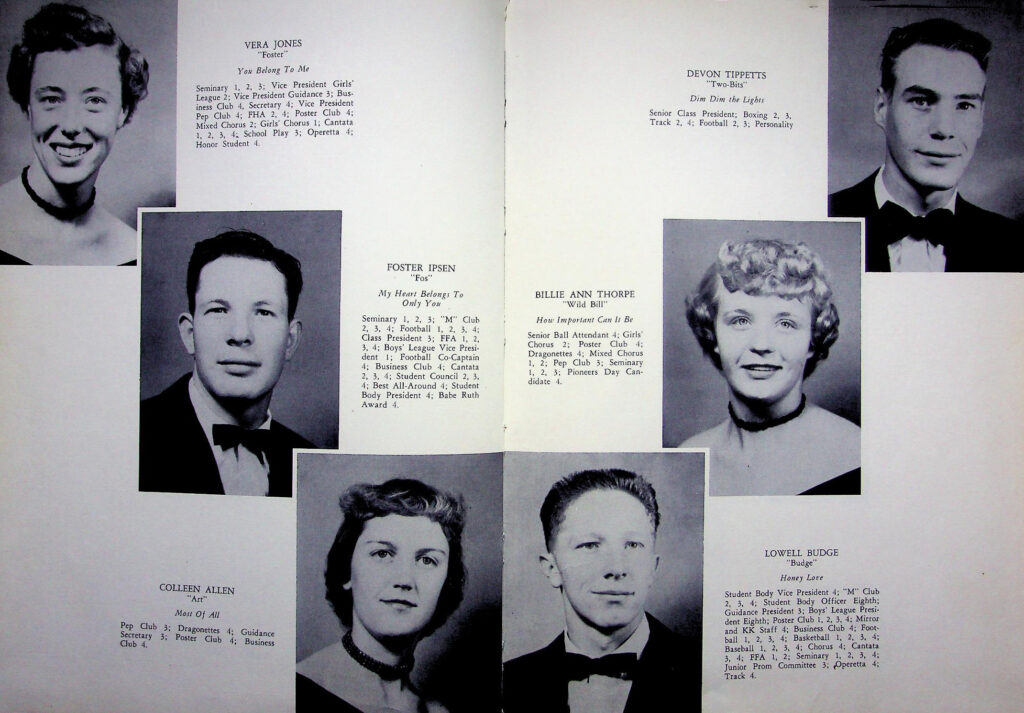 VERA JONES
"Foster"
You Belong To Me
Seminary 1, 2, 3; Vice President Girls'
League 2; Vice President Guidance 3; Bus-
iness Club 4, Secretary 4; Vice President
Pep Club 4; FHA 2, 4; Poster Club 4;
Mixed Chorus 2; Girls' Chorus 1; Cantata
1, 2, 3, 4; School Play 3; Operetta 4;
Honor Student 4.
FOSTER IPSEN
"Fos"
My Heart Belongs To
Only You
Seminary 1, 2, 3; "M" Club
2, 3, 4; Football 1, 2, 3, 4;
Class President 3; FFA 1, 2,
3, 4; Boys' League Vice Presi-
dent 1; Football Co-Captain
4; Business Club 4; Cantata
2, 3, 4; Student Council 2, 3,
4; Best All-Around 4; Student
Body President 4; Babe Ruth
Award 4.
COLLEEN ALLEN
"Art"
Most Of All
Pep Club 3; Dragonettes 4; Guidance
Secretary 3; Poster Club 4; Business
Club 4.
DEVON TIPPETTS
"Two-Bits"
Dim Dim the Lights
Senior Class President; Boxing 2, 3,
Track 2, 4; Football 2, 3; Personality
BILLIE ANN THORPE
"Wild Bill"
How Important Can It Be
Senior Ball Attendant 4; Girls'
Chorus 2; Poster Club 4;
Dragonettes 4; Mixed Chorus
1, 2; Pep Club 3; Seminary
1, 2, 3; Pioneers Day Can-
didate 4.
LOWELL BUDGE
"Budge"
Honey Love
Student Body Vice President 4; "M" Club
2, 3, 4; Student Body Officer Eighth;
Guidance President 3; Boys' League Presi-
dent Eighth; Poster Club 1, 2, 3, 4; Mirror
and KK Staff 4; Business Club 4; Foot-
ball 1, 2, 3, 4; Basketball 1, 2, 3, 4;
Baseball 1, 2, 3, 4; Chorus 4; Cantata
3, 4; FFA 1, 2; Seminary 1, 2, 3, 4;
Junior Prom Committee 3; Operetta 4;
Track 4.